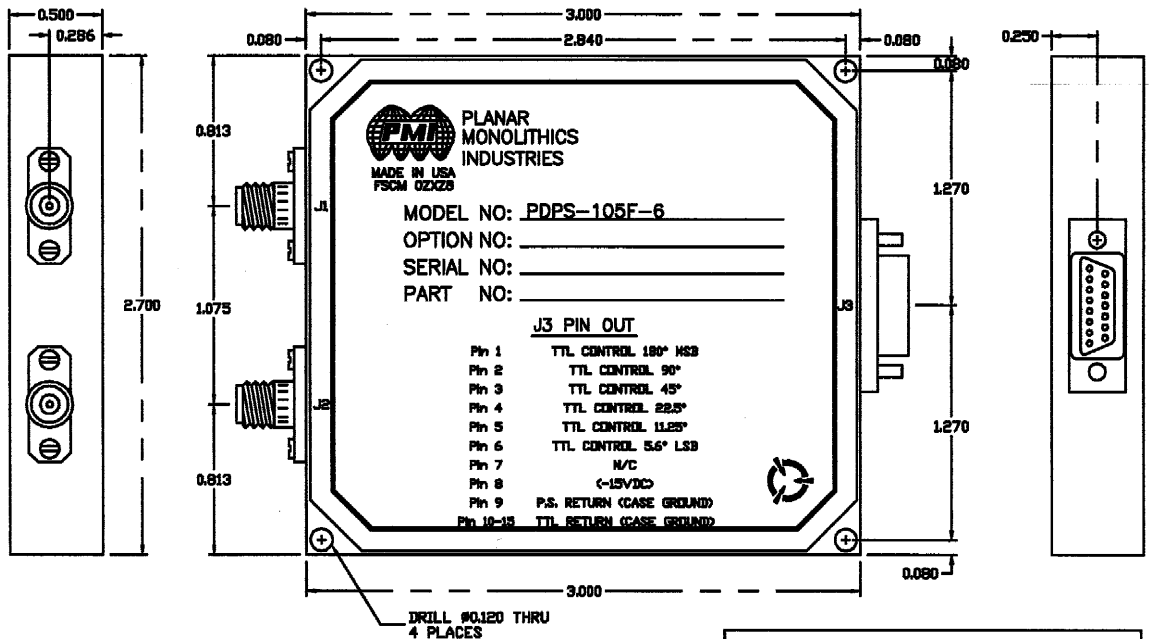 0.500
3.000
0.286
0.080
2.840
0.080
0.250
0.080
PMI
PLANAR
MONOLITHICS
INDUSTRIES
MADE IN USA
FSCM 0ZXZ8
0.813
J1
1.270
MODEL NO: PDPS-105F-6
OPTION NO:
SERIAL NO:
PART NO:
2.700
1.075
J3
J3 PIN OUT
Pin 1 TTL CONTROL 180° MSB
Pin 2 TTL CONTROL 90°
Pin 3 TTL CONTROL 45°
Pin 4 TTL CONTROL 22.5°
Pin 5 TTL CONTROL 11.25°
Pin 6 TTL CONTROL 5.6° LSB
Pin 7 N/C
Pin 8 (-15VDC)
Pin 9 P.S. RETURN (CASE GROUND)
Pin 10-15 TTL RETURN (CASE GROUND)
J2
1.270
0.813
0.080
3.000
DRILL Ø0.120 THRU
4 PLACES